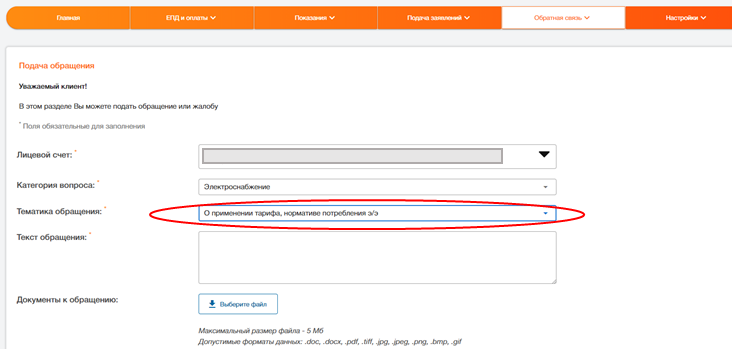 Главная ЕПД и оплаты Показания Подача заявлений Обратная связь Настройки
Подача обращения
Уважаемый клиент!
В этом разделе Вы можете подать обращение или жалобу
* Поля обязательные для заполнения
Лицевой счет: *
Категория вопроса: * Электроснабжение
Тематика обращения: * О применении тарифа, нормативе потребления э/э
Текст обращения: *
Документы к обращению: Выберите файл
Максимальный размер файла - 5 Мб
Допустимые форматы данных: .doc, .docx, .pdf, .tiff, .jpg, .jpeg, .png, .bmp, .gif